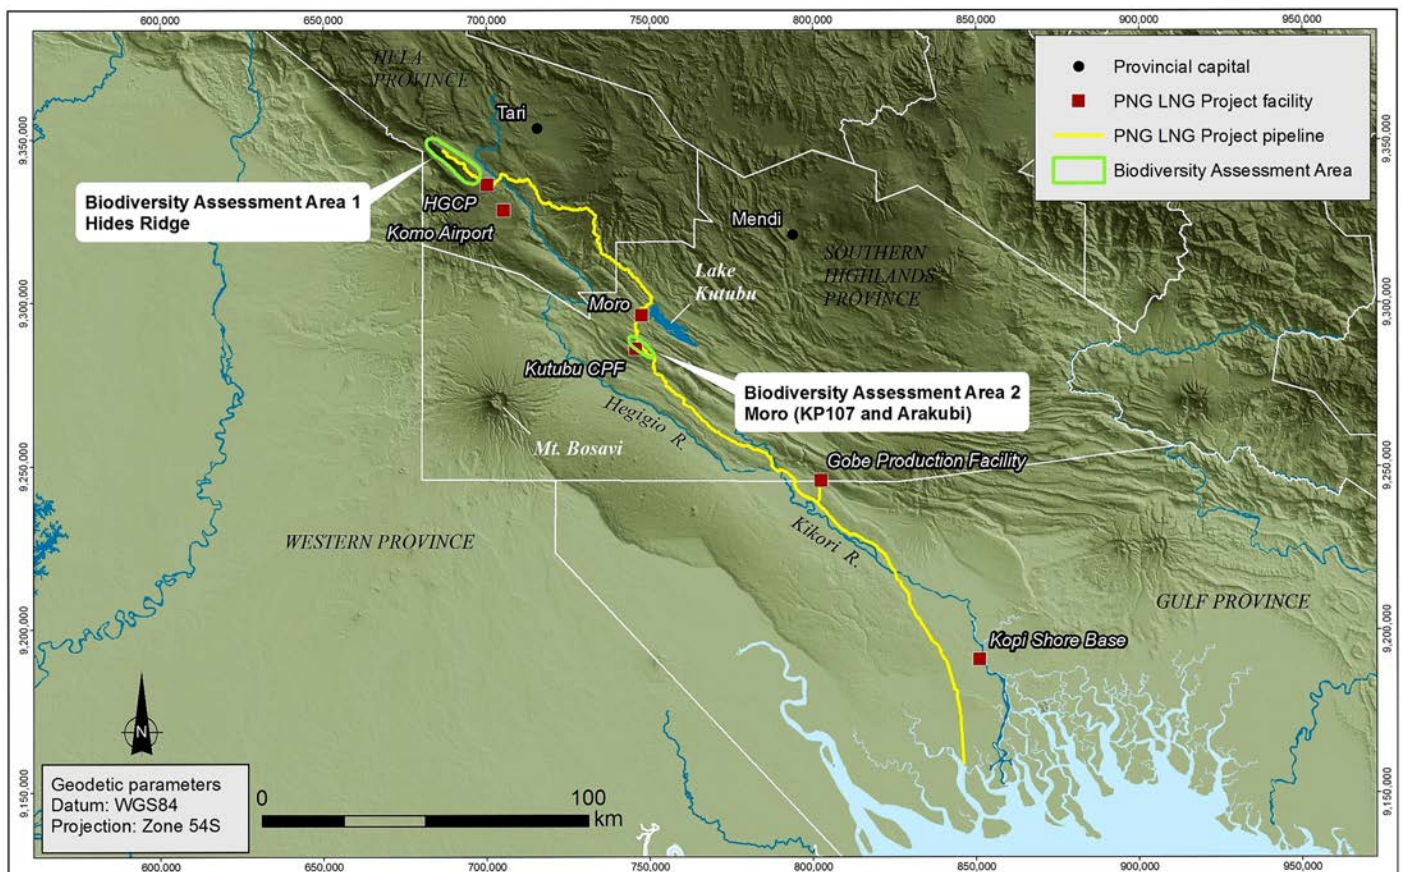 600,000
650,000
700,000
750,000
800,000
850,000
900,000
950,000
HELA
PROVINCE
Tari
Provincial capital
PNG LNG Project facility
PNG LNG Project pipeline
Biodiversity Assessment Area
9,350,000
9,350,000
Biodiversity Assessment Area 1
Hides Ridge
HGCP
Komo Airport
Mendi
SOUTHERN
HIGHLANDS
PROVINCE
Lake
Kutubu
Moro
9,300,000
9,300,000
Kutubu CPF
Biodiversity Assessment Area 2
Moro (KP107 and Arakubi)
Hegigio R.
Mt. Bosavi
Gobe Production Facility
9,250,000
9,250,000
Kikori R.
WESTERN PROVINCE
GULF PROVINCE
9,200,000
9,200,000
Kopi Shore Base
N
Geodetic parameters
Datum: WGS84
Projection: Zone 54S
0
100
km
9,150,000
9,150,000
600,000
650,000
700,000
750,000
800,000
850,000
900,000
950,000